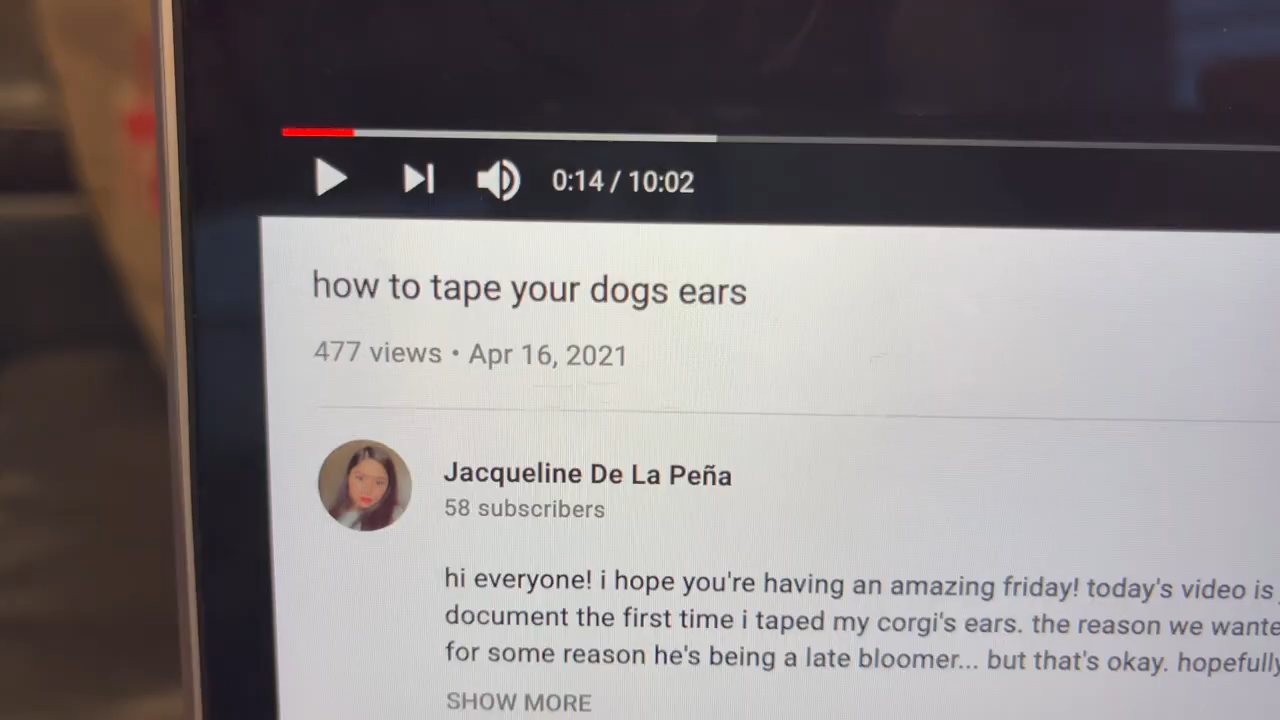 0:14 / 10:02
how to tape your dogs ears
477 views • Apr 16, 2021
Jacqueline De La Peña
58 subscribers
hi everyone! i hope you're having an amazing friday! today's video is
document the first time i taped my corgi's ears. the reason we wante
for some reason he's being a late bloomer... but that's okay. hopefully
SHOW MORE